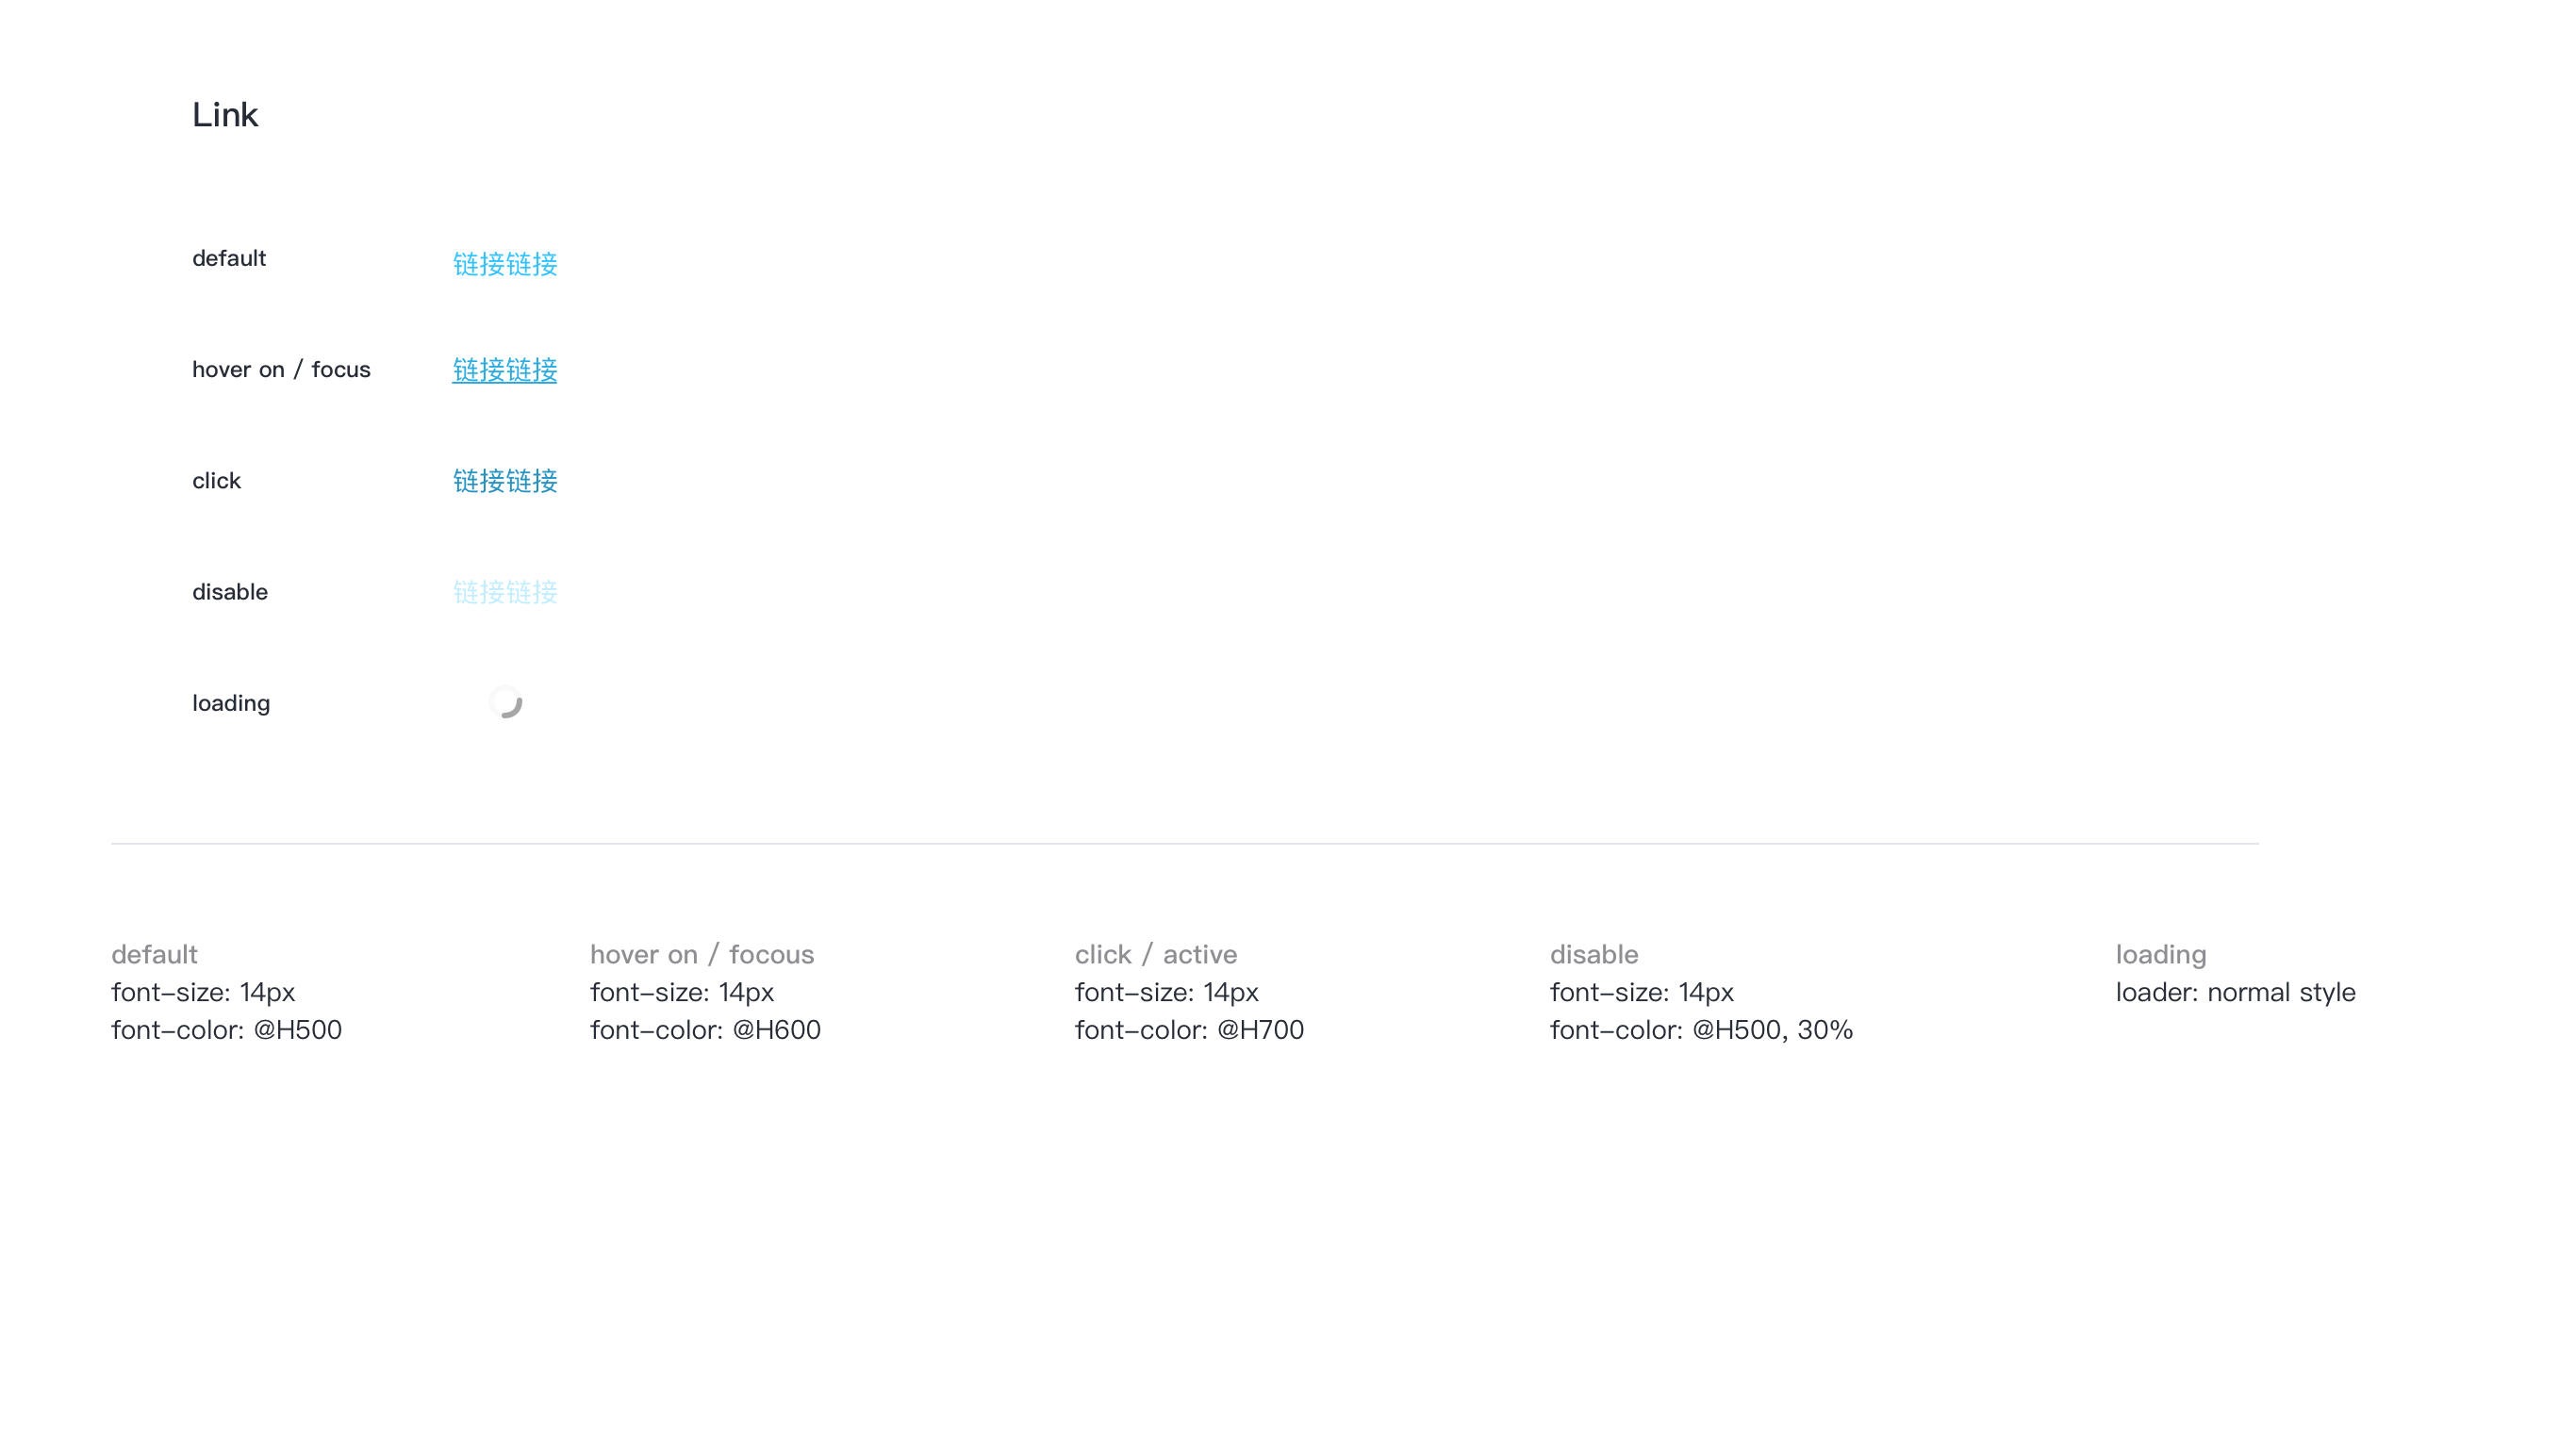 Link
default 链接链接
hover on / focus 链接链接
click 链接链接
disable 链接链接
loading
default
font-size: 14px
font-color: @H500
hover on / focous
font-size: 14px
font-color: @H600
click / active
font-size: 14px
font-color: @H700
disable
font-size: 14px
font-color: @H500, 30%
loading
loader: normal style